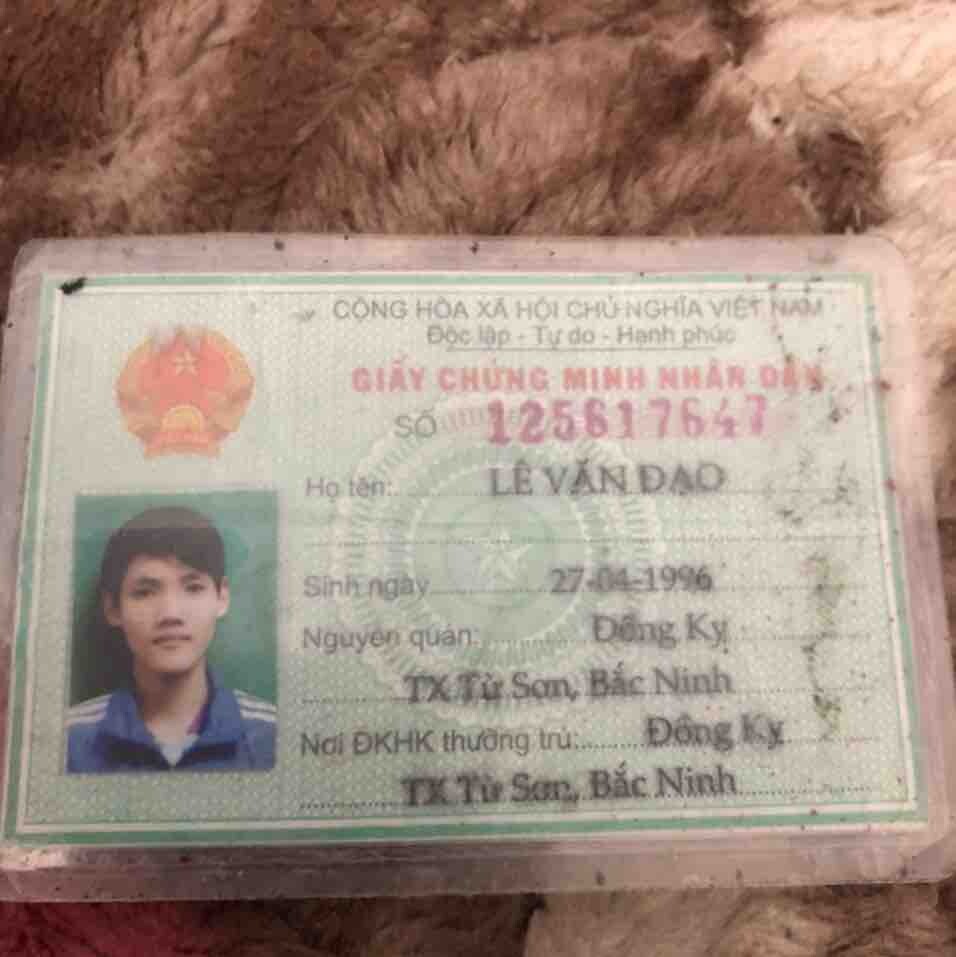 CỘNG HÒA XÃ HỘI CHỦ NGHĨA VIỆT NAM
Độc lập - Tự do - Hạnh phúc
GIẤY CHỨNG MINH NHÂN DÂN
SỐ 125617647
Họ tên: LÊ VĂN ĐẠO
Sinh ngày 27-04-1996
Nguyên quán: Đồng Kỵ
TX Từ Sơn, Bắc Ninh
Nơi ĐKHK thường trú: Đồng Kỵ
TX Từ Sơn, Bắc Ninh